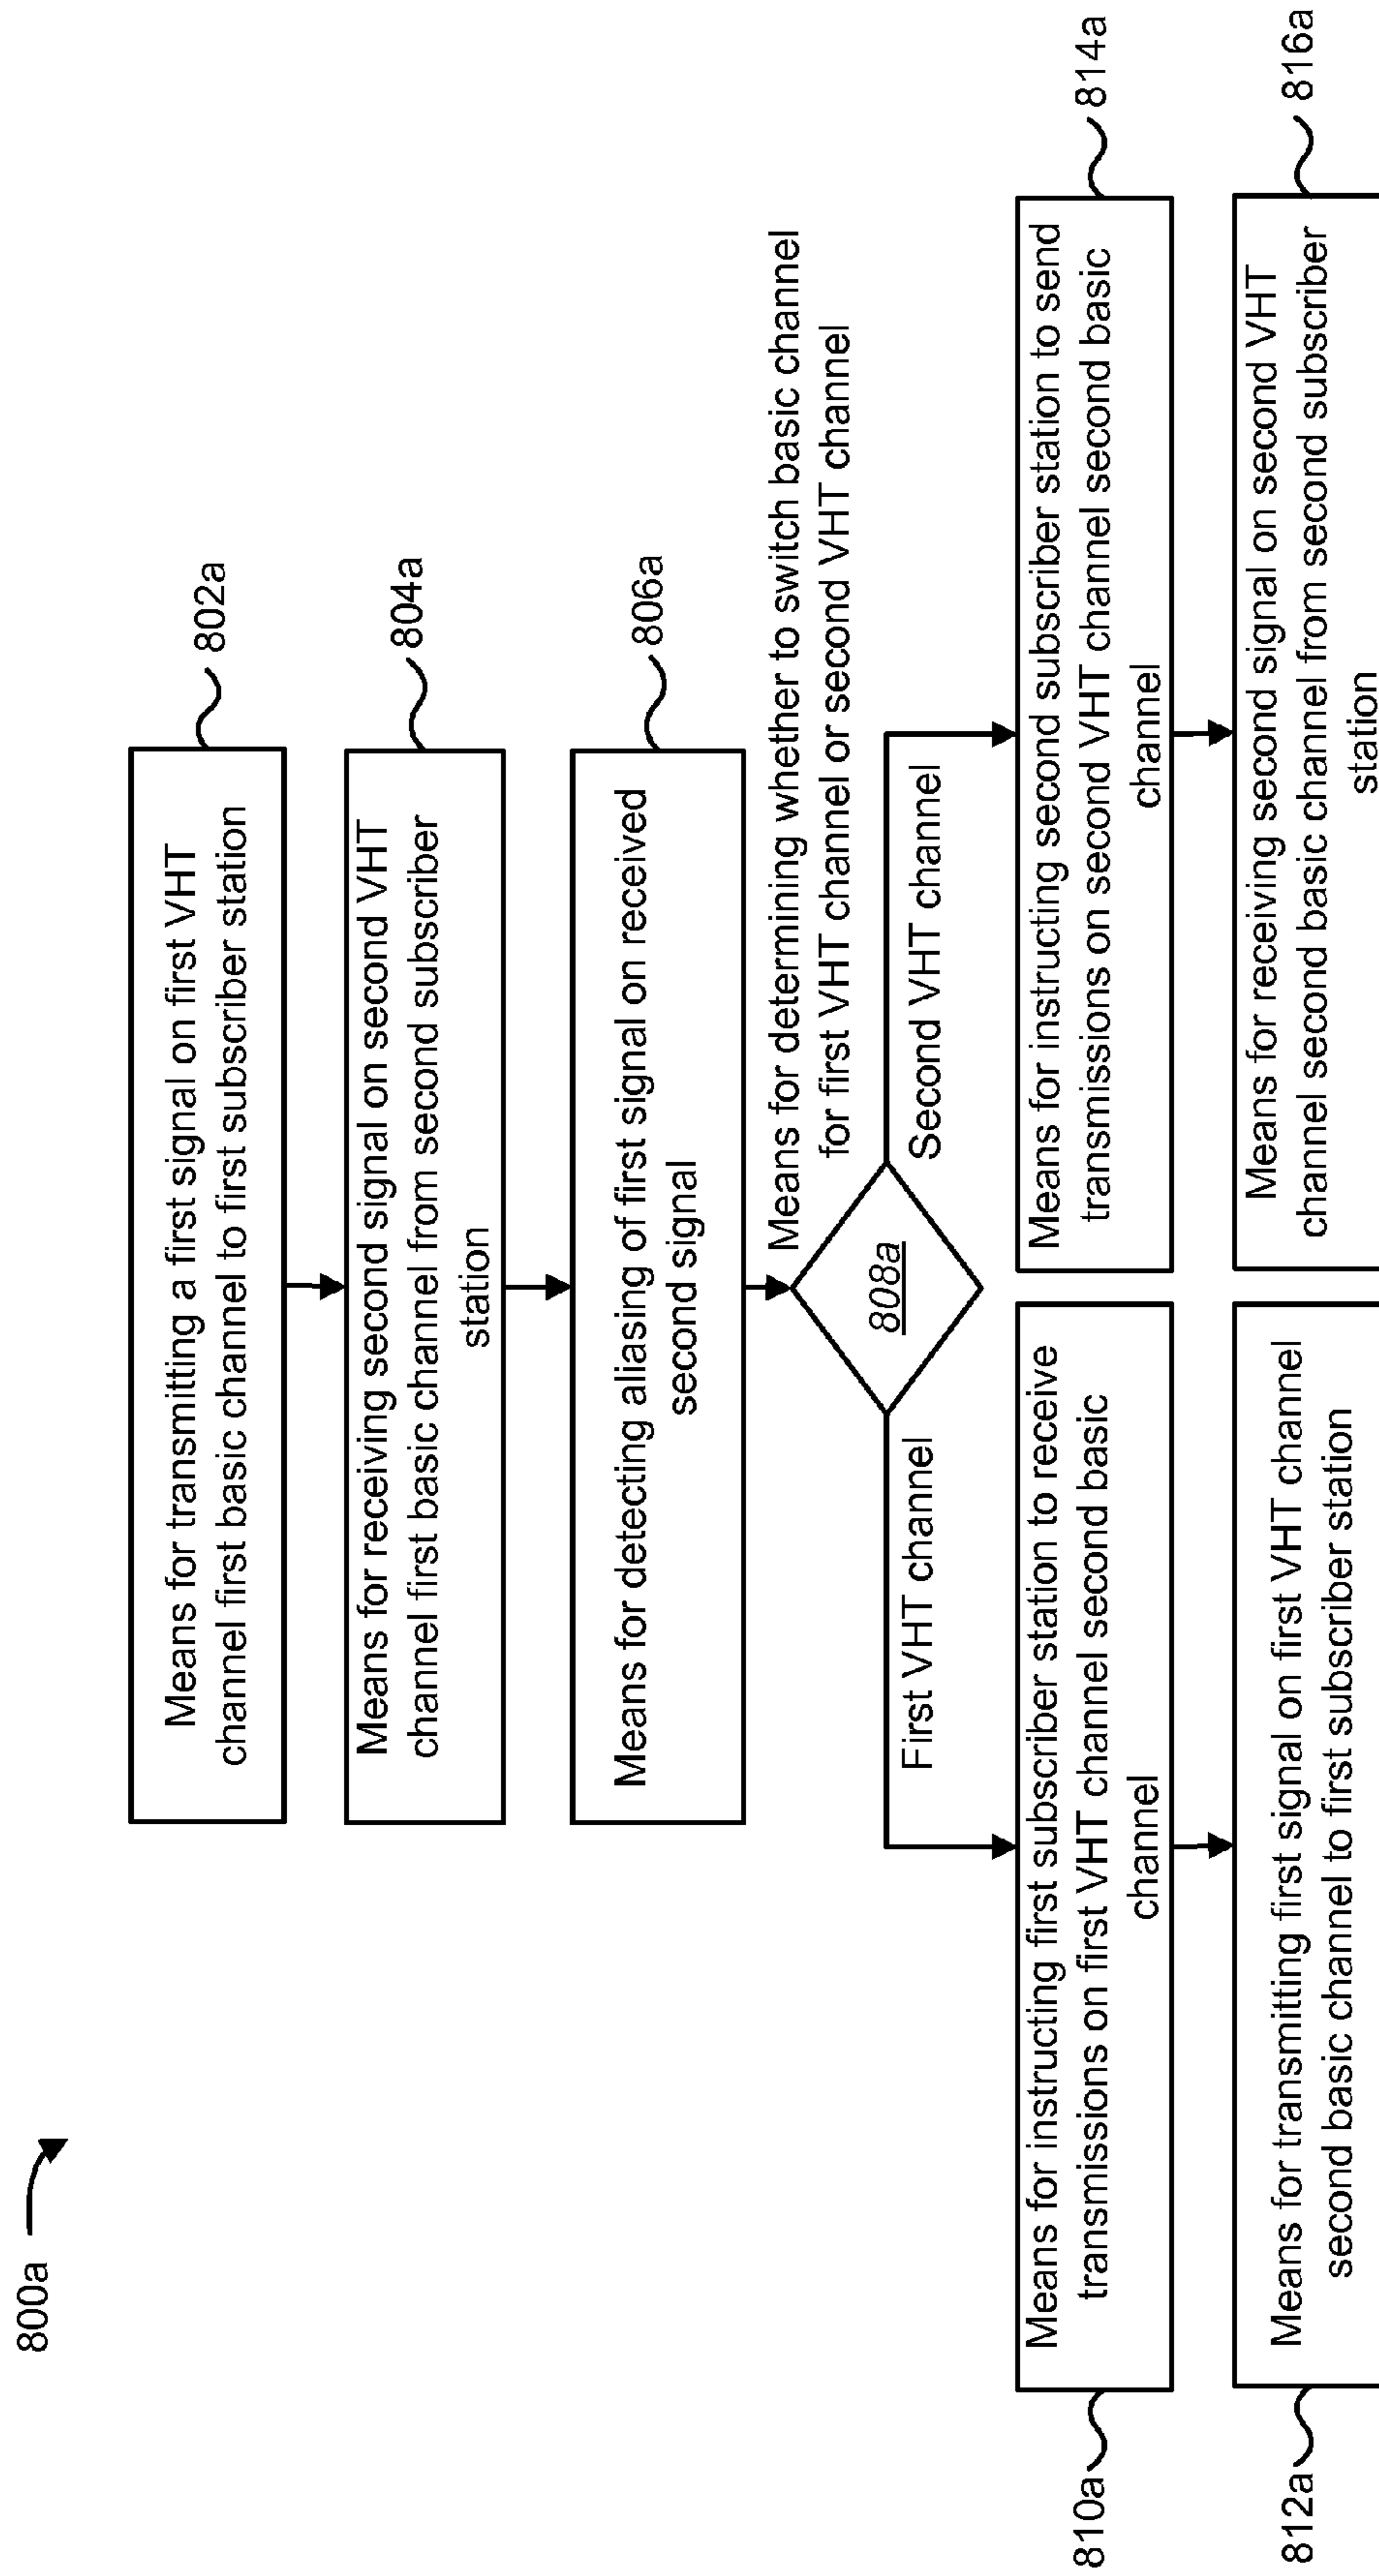 800a
Means for transmitting a first signal on first VHT
channel first basic channel to first subscriber station
802a
Means for receiving second signal on second VHT
channel first basic channel from second subscriber
station
804a
Means for detecting aliasing of first signal on received
second signal
806a
Means for determining whether to switch basic channel
for first VHT channel or second VHT channel
808a
First VHT channel
Second VHT channel
810a
Means for instructing first subscriber station to receive
transmissions on first VHT channel second basic
channel
Means for instructing second subscriber station to send
transmissions on second VHT channel second basic
channel
814a
812a
Means for transmitting first signal on first VHT channel
second basic channel to first subscriber station
Means for receiving second signal on second VHT
channel second basic channel from second subscriber
station
816a